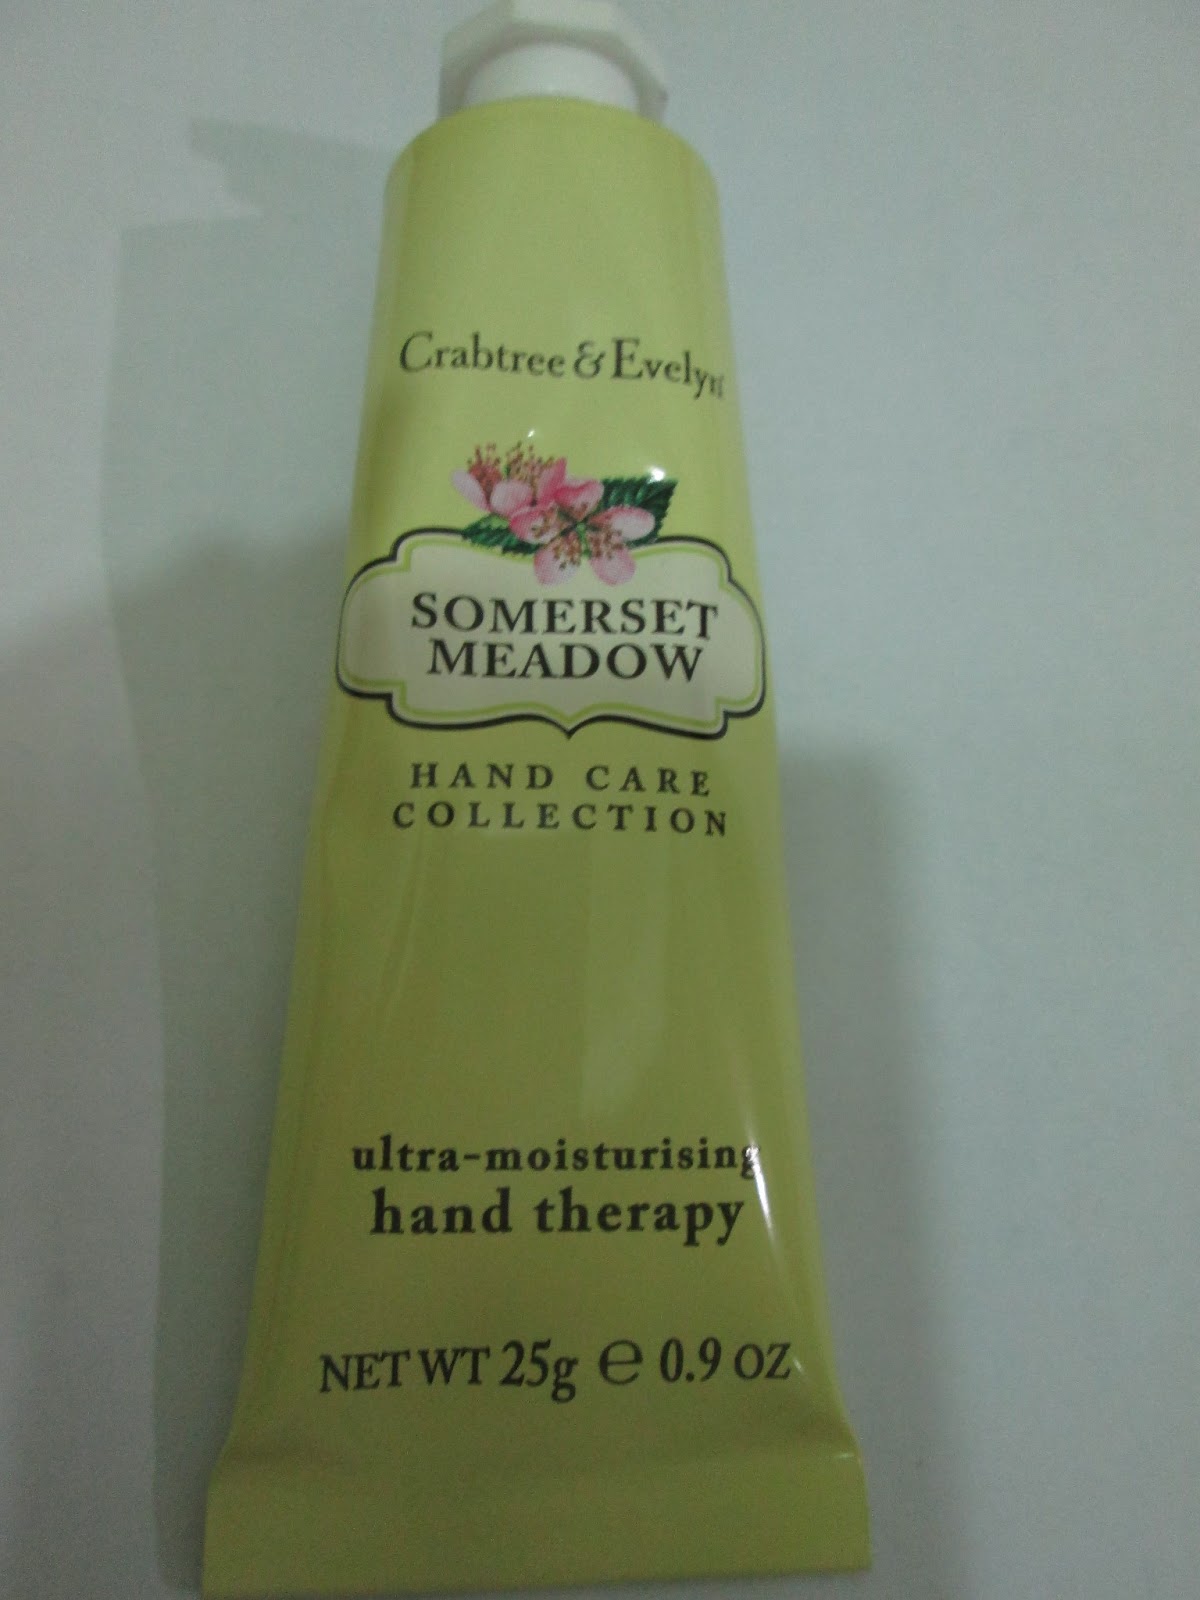 Crabtree & Evelyn
SOMERSET
MEADOW
HAND CARE
COLLECTION
ultra-moisturising
hand therapy
NET WT 25g ℮ 0.9 OZ